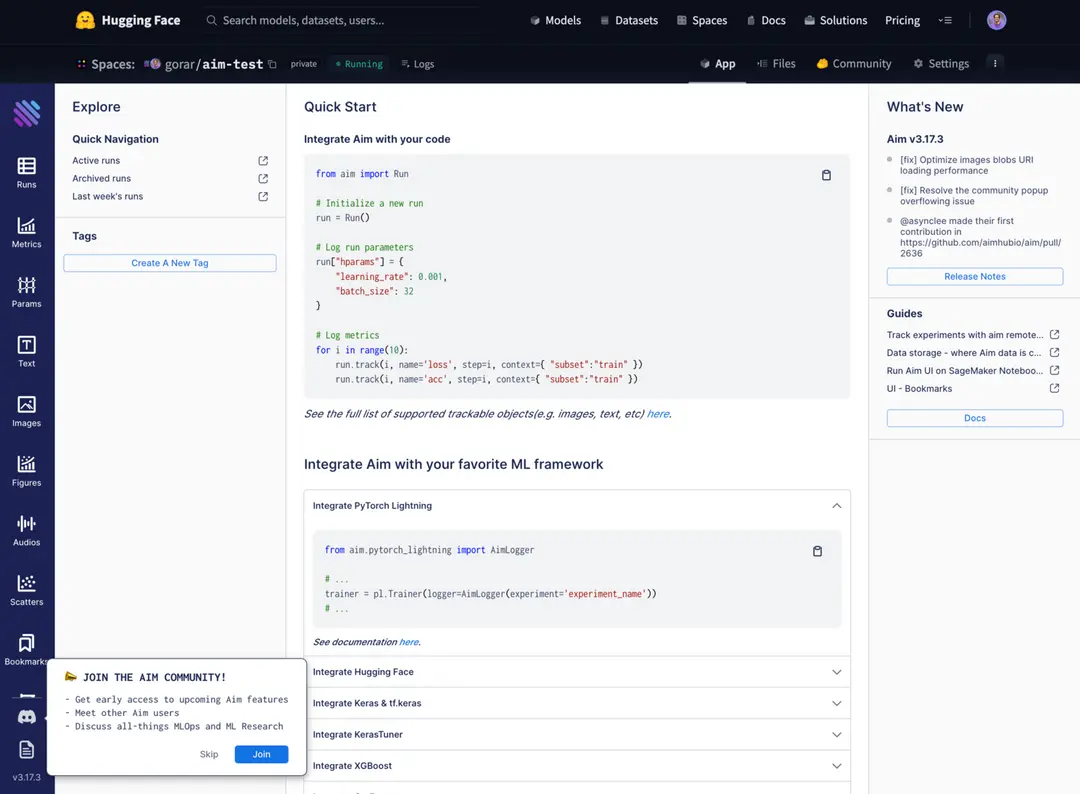 Hugging Face
Search models, datasets, users...
Models
Datasets
Spaces
Docs
Solutions
Pricing
Spaces:
gorar/aim-test
private
Running
Logs
App
Files
Community
Settings
Runs
Metrics
Params
Text
Images
Figures
Audios
Scatters
Bookmarks
v3.17.3
Explore
Quick Navigation
Active runs
Archived runs
Last week's runs
Tags
Create A New Tag
JOIN THE AIM COMMUNITY!
- Get early access to upcoming Aim features
- Meet other Aim users
- Discuss all-things MLOps and ML Research
Skip
Join
Quick Start
Integrate Aim with your code
from aim import Run
# Initialize a new run
run = Run()
# Log run parameters
run["hparams"] = {
"learning_rate": 0.001,
"batch_size": 32
}
# Log metrics
for i in range(10):
run.track(i, name='loss', step=i, context={ "subset":"train" })
run.track(i, name='acc', step=i, context={ "subset":"train" })
See the full list of supported trackable objects(e.g. images, text, etc) here.
Integrate Aim with your favorite ML framework
Integrate PyTorch Lightning
from aim.pytorch_lightning import AimLogger
# ...
trainer = pl.Trainer(logger=AimLogger(experiment='experiment_name'))
# ...
See documentation here.
Integrate Hugging Face
Integrate Keras & tf.keras
Integrate KerasTuner
Integrate XGBoost
What's New
Aim v3.17.3
[fix] Optimize images blobs URI
loading performance
[fix] Resolve the community popup
overflowing issue
@asynclee made their first
contribution in
https://github.com/aimhubio/aim/pull/
2636
Release Notes
Guides
Track experiments with aim remote...
Data storage - where Aim data is c...
Run Aim UI on SageMaker Noteboo...
UI - Bookmarks
Docs